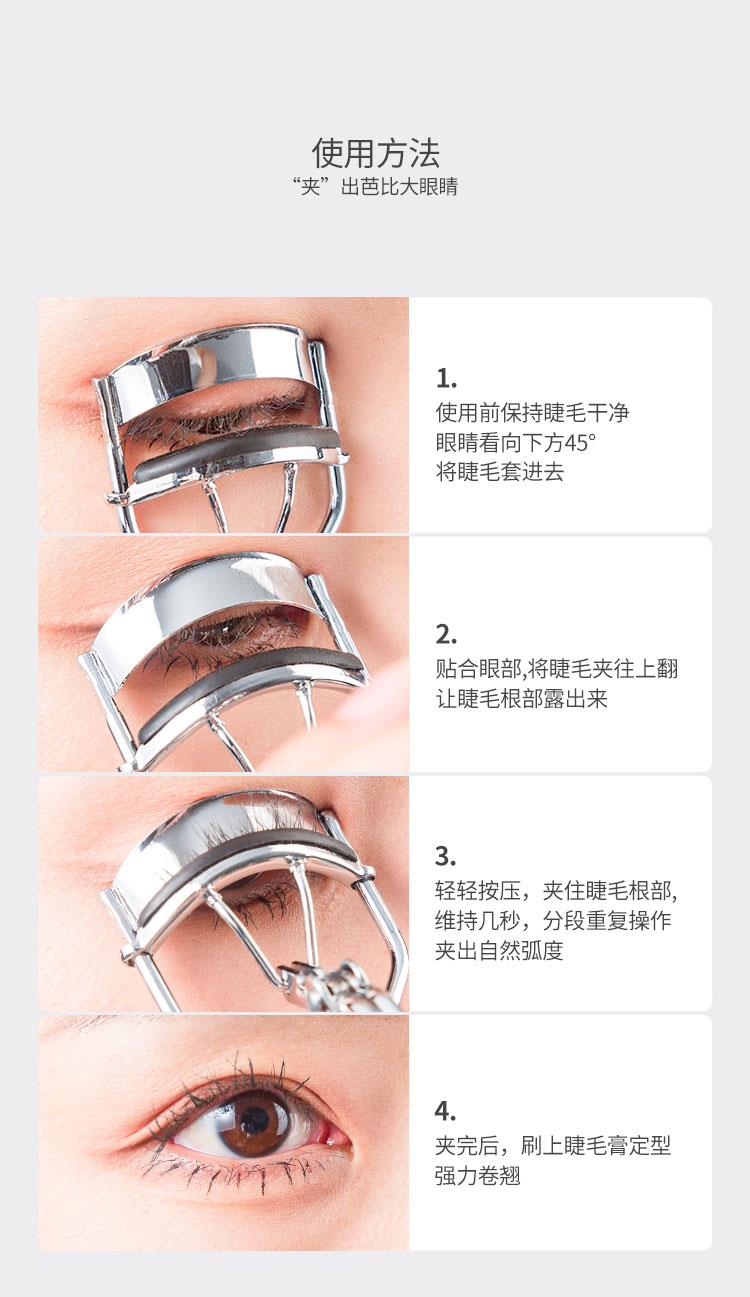 使用方法
“夹”出芭比大眼睛
1.
使用前保持睫毛干净
眼睛看向下方45°
将睫毛套进去
2.
贴合眼部,将睫毛夹往上翻
让睫毛根部露出来
3.
轻轻按压，夹住睫毛根部,
维持几秒，分段重复操作
夹出自然弧度
4.
夹完后，刷上睫毛膏定型
强力卷翘